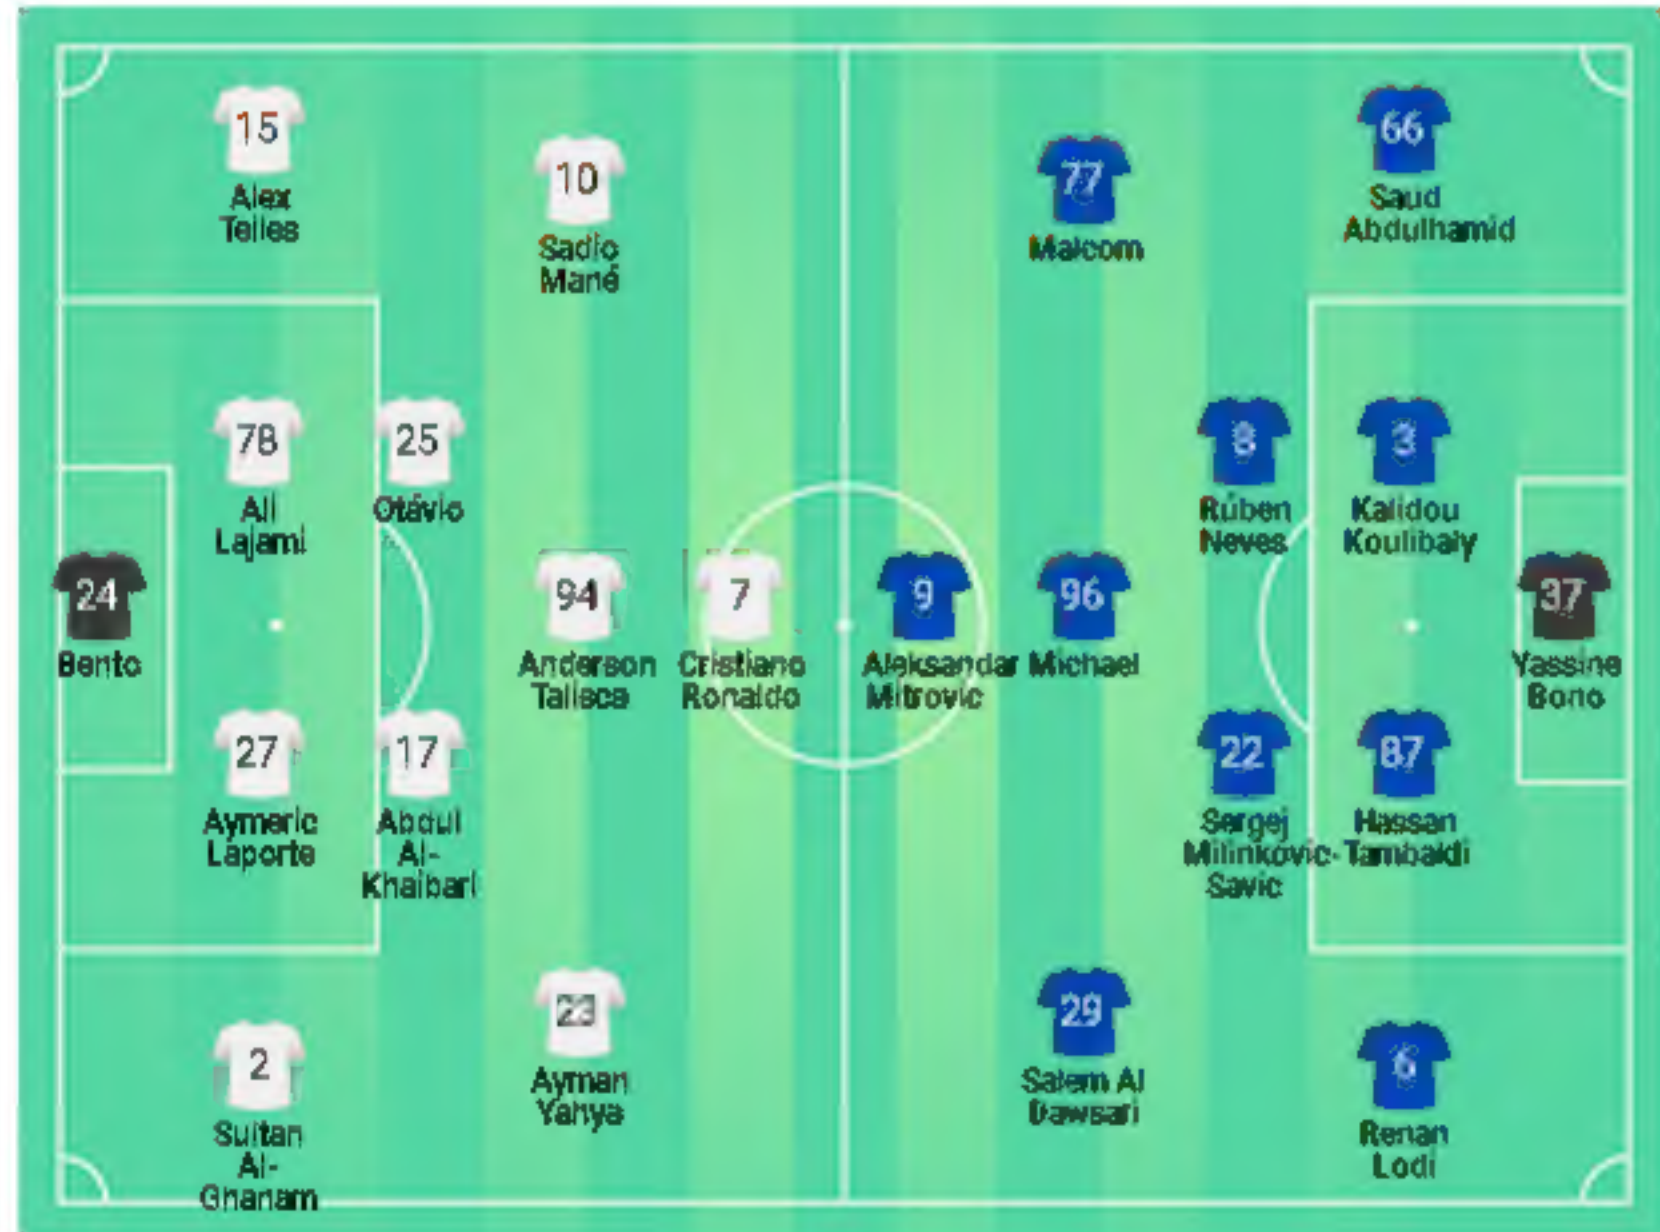 15
Alex
Telles
10
Sadio
Mané
77
Malcom
66
Saud
Abdulhamid
78
Ali
Lajami
25
Otávio
8
Rúben
Neves
3
Kalidou
Koulibaly
24
Bento
94
Anderson
Talisca
7
Cristiano
Ronaldo
9
Aleksandar
Mitrovic
96
Michael
37
Yassine
Bono
27
Aymeric
Laporte
17
Abdul
Al-
Khaibari
22
Sergej
Milinkovic-
Savic
87
Hassan
Tambakti
2
Sultan
Al-
Ghanam
23
Ayman
Yahya
29
Salem Al
Dawsari
6
Renan
Lodi